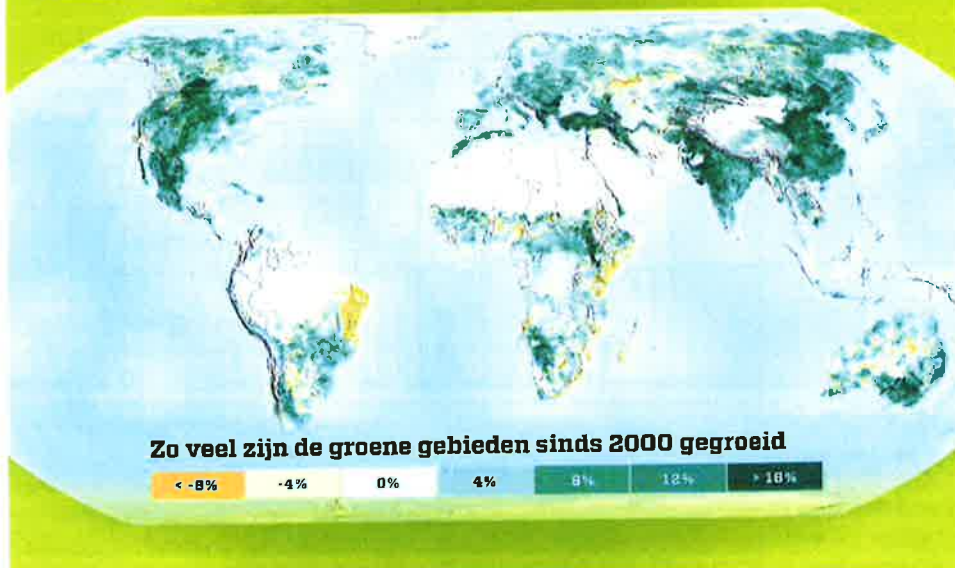 Zo veel zijn de groene gebieden sinds 2000 gegroeid
< -8% -4% 0% 4% 8% 12% > 16%